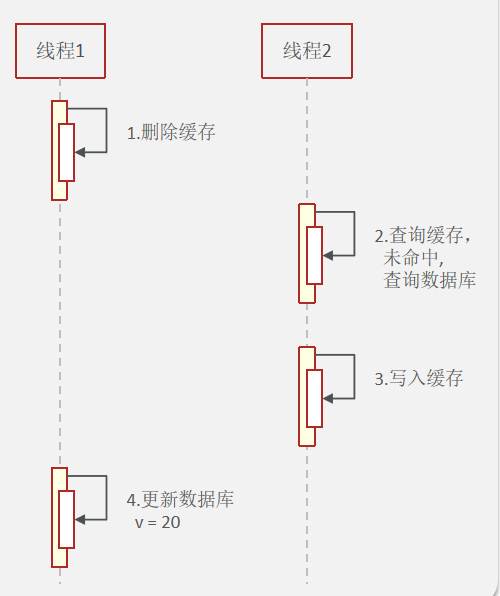 线程1
线程2
1.删除缓存
2.查询缓存，
未命中,
查询数据库
3.写入缓存
4.更新数据库
v = 20